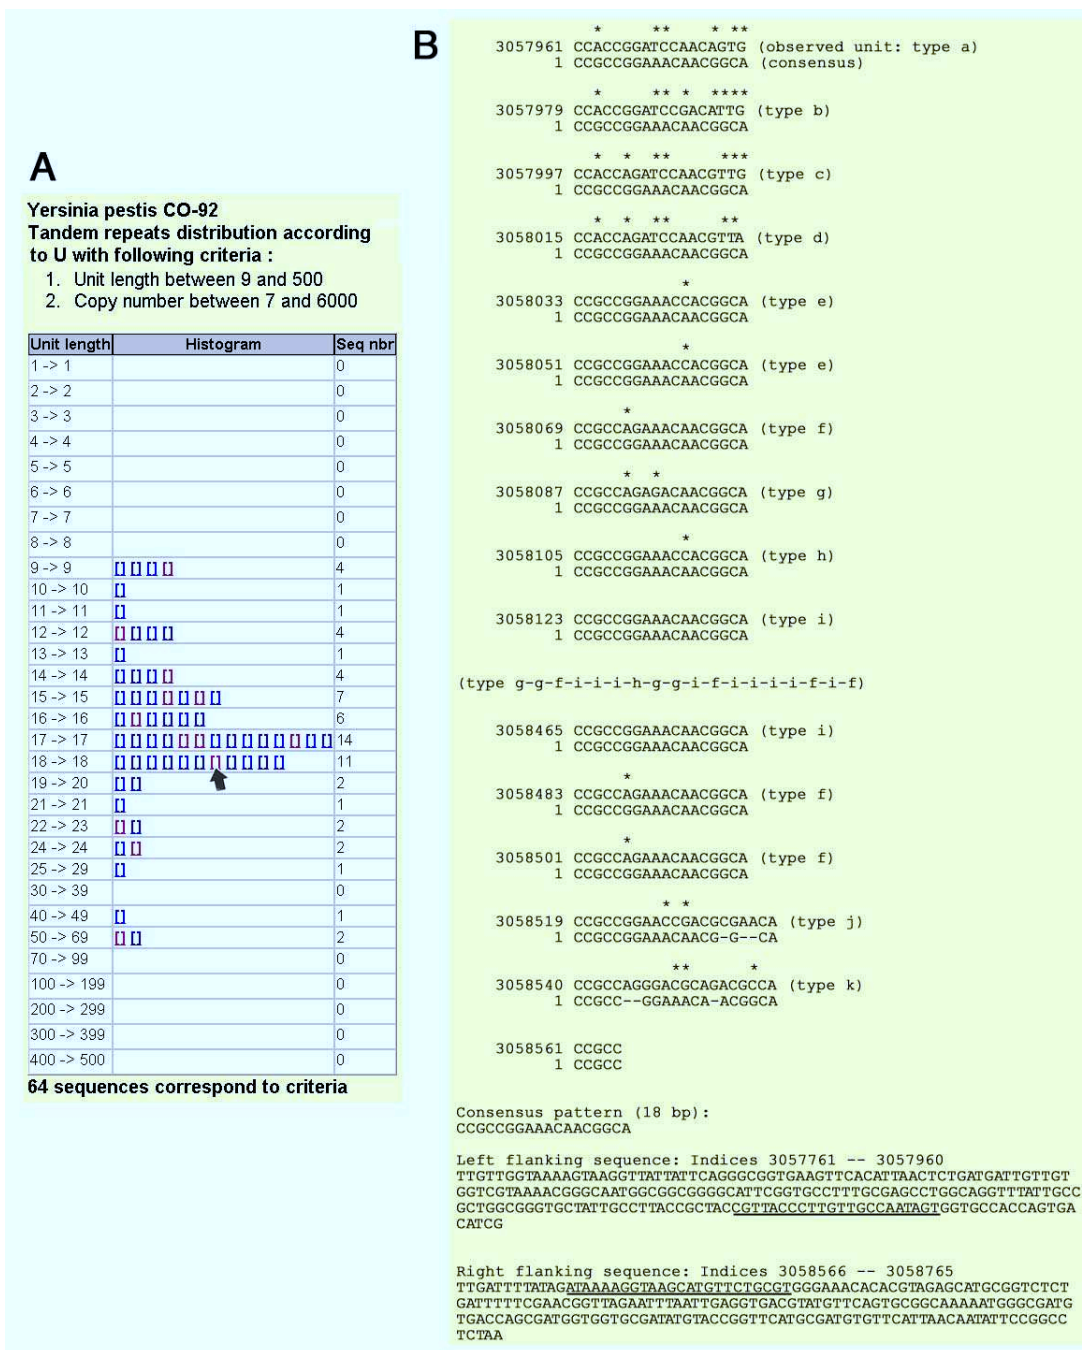 A
Yersinia pestis CO-92
Tandem repeats distribution according
to U with following criteria :
1. Unit length between 9 and 500
2. Copy number between 7 and 6000
Unit length Histogram Seq nbr
1 -> 1 0
2 -> 2 0
3 -> 3 0
4 -> 4 0
5 -> 5 0
6 -> 6 0
7 -> 7 0
8 -> 8 0
9 -> 9 [] [] [] [] 4
10 -> 10 [] 1
11 -> 11 [] 1
12 -> 12 [] [] [] [] 4
13 -> 13 [] 1
14 -> 14 [] [] [] [] 4
15 -> 15 [] [] [] [] [] [] [] 7
16 -> 16 [] [] [] [] [] [] 6
17 -> 17 [] [] [] [] [] [] [] [] [] [] [] [] [] [] 14
18 -> 18 [] [] [] [] [] [] [] [] [] [] [] 11
19 -> 20 [] [] 2
21 -> 21 [] 1
22 -> 23 [] [] 2
24 -> 24 [] [] 2
25 -> 29 [] 1
30 -> 39 0
40 -> 49 [] 1
50 -> 69 [] [] 2
70 -> 99 0
100 -> 199 0
200 -> 299 0
300 -> 399 0
400 -> 500 0
64 sequences correspond to criteria
B
* ** * **
3057961 CCACCGGATCCAACAGTG (observed unit: type a)
1 CCGCCGGAAACAACGGCA (consensus)
* ** * ****
3057979 CCACCGGATCCGACATTG (type b)
1 CCGCCGGAAACAACGGCA
* * ** ***
3057997 CCACCAGATCCAACGTTG (type c)
1 CCGCCGGAAACAACGGCA
* * ** **
3058015 CCACCAGATCCAACGTTA (type d)
1 CCGCCGGAAACAACGGCA
*
3058033 CCGCCGGAAACCACGGCA (type e)
1 CCGCCGGAAACAACGGCA
*
3058051 CCGCCGGAAACCACGGCA (type e)
1 CCGCCGGAAACAACGGCA
*
3058069 CCGCCAGAAACAACGGCA (type f)
1 CCGCCGGAAACAACGGCA
* *
3058087 CCGCCAGAGACAACGGCA (type g)
1 CCGCCGGAAACAACGGCA
*
3058105 CCGCCGGAAACCACGGCA (type h)
1 CCGCCGGAAACAACGGCA
3058123 CCGCCGGAAACAACGGCA (type i)
1 CCGCCGGAAACAACGGCA
(type g-g-f-i-i-i-h-g-g-i-f-i-i-i-i-f-i-f)
3058465 CCGCCGGAAACAACGGCA (type i)
1 CCGCCGGAAACAACGGCA
*
3058483 CCGCCAGAAACAACGGCA (type f)
1 CCGCCGGAAACAACGGCA
*
3058501 CCGCCAGAAACAACGGCA (type f)
1 CCGCCGGAAACAACGGCA
* *
3058519 CCGCCGGAACCGACGCGAACA (type j)
1 CCGCCGGAAACAACG-G--CA
** *
3058540 CCGCCAGGGACGCAGACGCCA (type k)
1 CCGCC--GGAAACA-ACGGCA
3058561 CCGCC
1 CCGCC
Consensus pattern (18 bp):
CCGCCGGAAACAACGGCA
Left flanking sequence: Indices 3057761 -- 3057960
TTGTTGGTAAAAGTAAGGTTATTATTCAGGGCGGTGAAGTTCACATTAACTCTGATGATTGTTGT
GGTCGTAAAACGGGCAATGGCGGCGGGGCATTCGGTGCCTTTGCGAGCCTGGCAGGTTTATTGCC
GCTGGCGGGTGCTATTGCCTTACCGCTACCGTTACCCTTGTTGCCAATAGTGGTGCCACCAGTGA
CATCG
Right flanking sequence: Indices 3058566 -- 3058765
TTGATTTTATAGATAAAAGGTAAGCATGTTCTGCGTGGGAAACACACGTAGAGCATGCGGTCTCT
GATTTTTCGAACGGTTAGAATTTAATTGAGGTGACGTATGTTCAGTGCGGCAAAAATGGGCGATG
TGACCAGCGATGGTGGTGCGATATGTACCGGTTCATGCGATGTGTTCATTAACAATATTCCGGCC
TCTAA